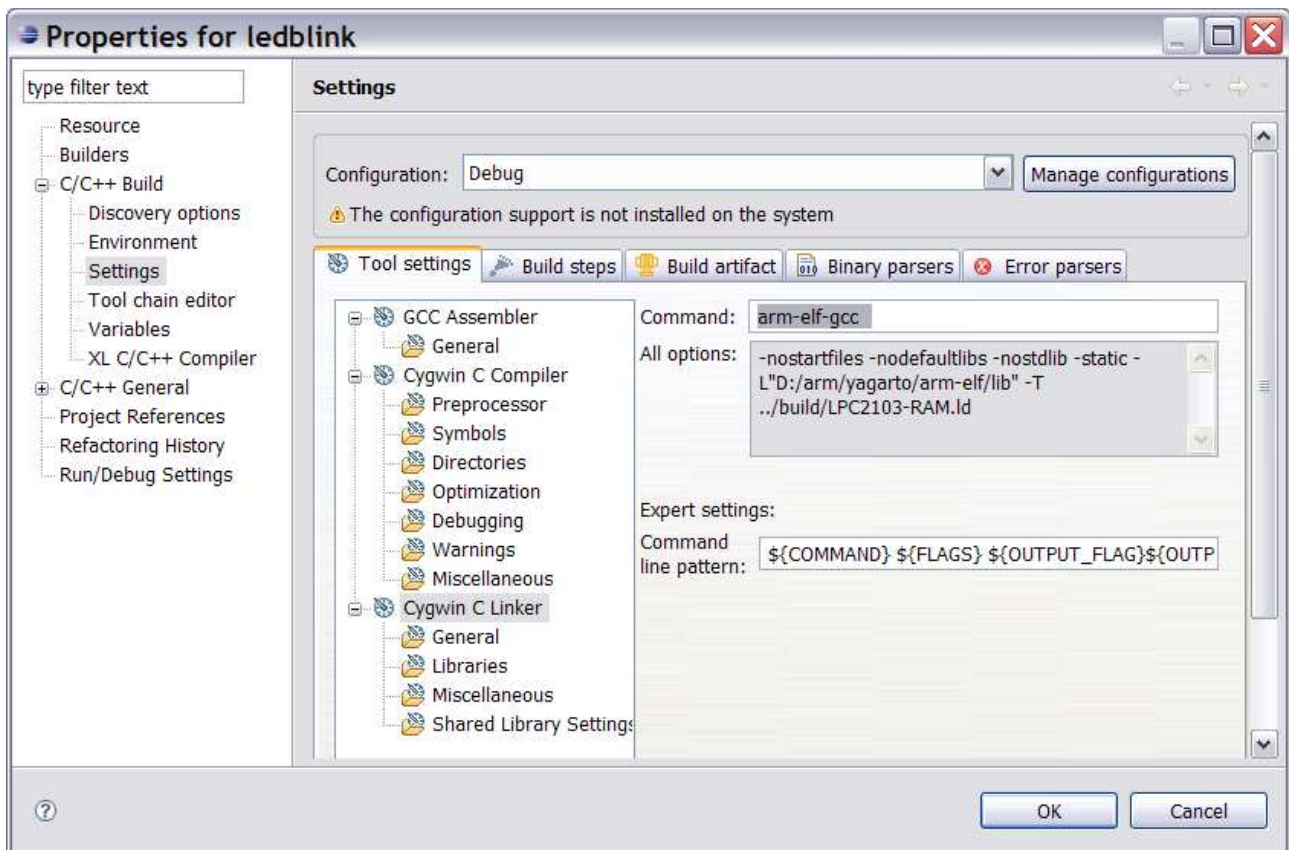 Properties for ledblink
type filter text
Resource
Builders
C/C++ Build
Discovery options
Environment
Settings
Tool chain editor
Variables
XL C/C++ Compiler
C/C++ General
Project References
Refactoring History
Run/Debug Settings
Settings
Configuration: Debug Manage configurations
The configuration support is not installed on the system
Tool settings Build steps Build artifact Binary parsers Error parsers
GCC Assembler
General
Cygwin C Compiler
Preprocessor
Symbols
Directories
Optimization
Debugging
Warnings
Miscellaneous
Cygwin C Linker
General
Libraries
Miscellaneous
Shared Library Settings
Command: arm-elf-gcc
All options:
-nostartfiles -nodefaultlibs -nostdlib -static -
L"D:/arm/yagarto/arm-elf/lib" -T
../build/LPC2103-RAM.ld
Expert settings:
Command
line pattern:
${COMMAND} ${FLAGS} ${OUTPUT_FLAG}${OUTP
OK Cancel